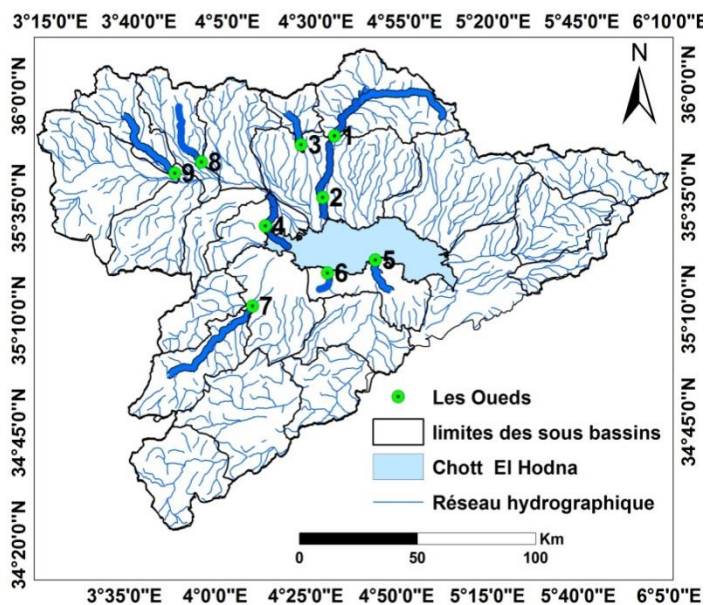 3°15'0"E 3°40'0"E 4°5'0"E 4°30'0"E 4°55'0"E 5°20'0"E 5°45'0"E 6°10'0"E
N
36°0'0"N 36°0'0"N
1
3
8
9
2
35°35'0"N 35°35'0"N
4
5
6
7
35°10'0"N 35°10'0"N
Les Oueds
limites des sous bassins
34°45'0"N 34°45'0"N
Chott El Hodna
Réseau hydrographique
Km
0 50 100
34°20'0"N 34°20'0"N
3°35'0"E 4°0'0"E 4°25'0"E 4°50'0"E 5°15'0"E 5°40'0"E 6°5'0"E